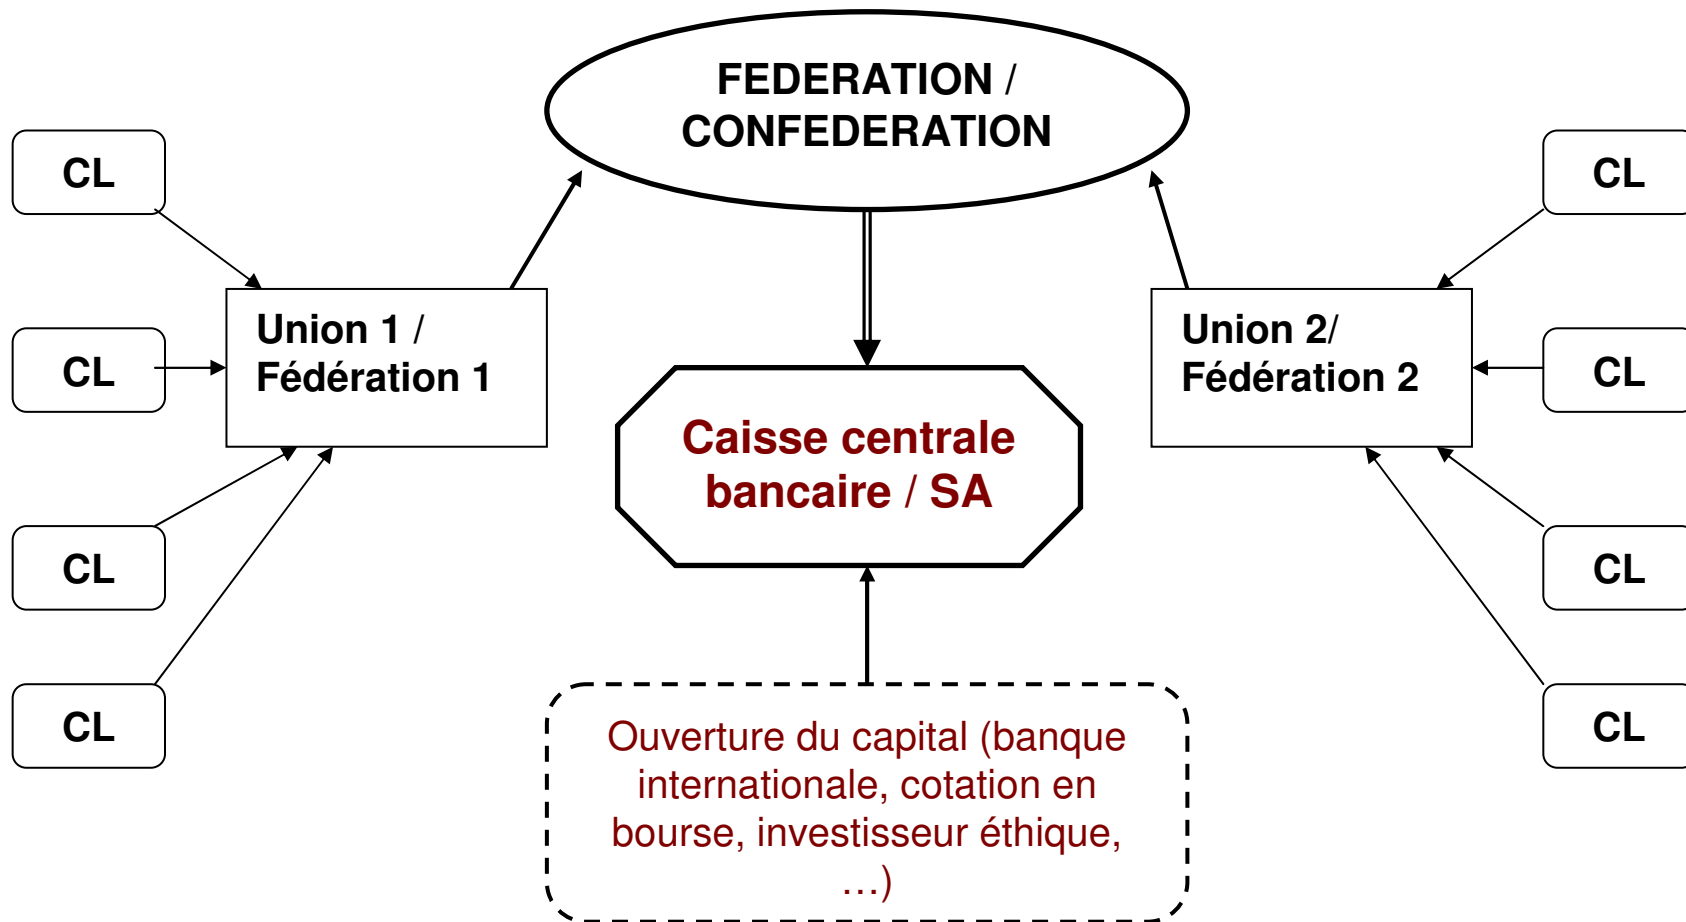 FEDERATION /
CONFEDERATION
CL
CL
CL
CL
Union 1 /
Fédération 1
Caisse centrale
bancaire / SA
Union 2/
Fédération 2
CL
CL
CL
CL
Ouverture du capital (banque
internationale, cotation en
bourse, investisseur éthique,
…)